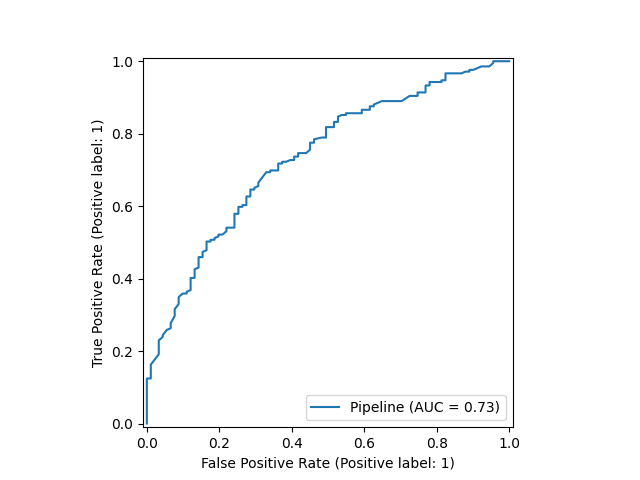 True Positive Rate (Positive label: 1)
1.0
0.8
0.6
0.4
0.2
0.0
Pipeline (AUC = 0.73)
0.0 0.2 0.4 0.6 0.8 1.0
False Positive Rate (Positive label: 1)